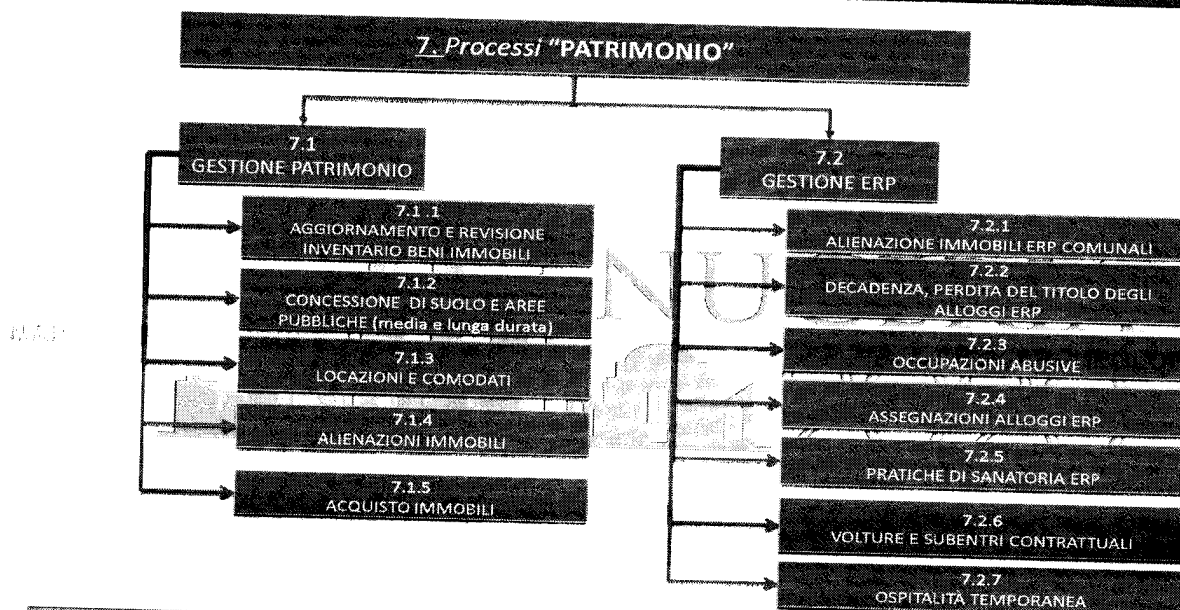 7. Processi "PATRIMONIO"
7.1
GESTIONE PATRIMONIO
7.1.1
AGGIORNAMENTO E REVISIONE
INVENTARIO BENI IMMOBILI
7.1.2
CONCESSIONE DI SUOLO E AREE
PUBBLICHE (media e lunga durata)
7.1.3
LOCAZIONI E COMODATI
7.1.4
ALIENAZIONI IMMOBILI
7.1.5
ACQUISTO IMMOBILI
7.2
GESTIONE ERP
7.2.1
ALIENAZIONE IMMOBILI ERP COMUNALI
7.2.2
DECADENZA, PERDITA DEL TITOLO DEGLI
ALLOGGI ERP
7.2.3
OCCUPAZIONI ABUSIVE
7.2.4
ASSEGNAZIONI ALLOGGI ERP
7.2.5
PRATICHE DI SANATORIA ERP
7.2.6
VOLTURE E SUBENTRI CONTRATTUALI
7.2.7
OSPITALITÀ TEMPORANEA